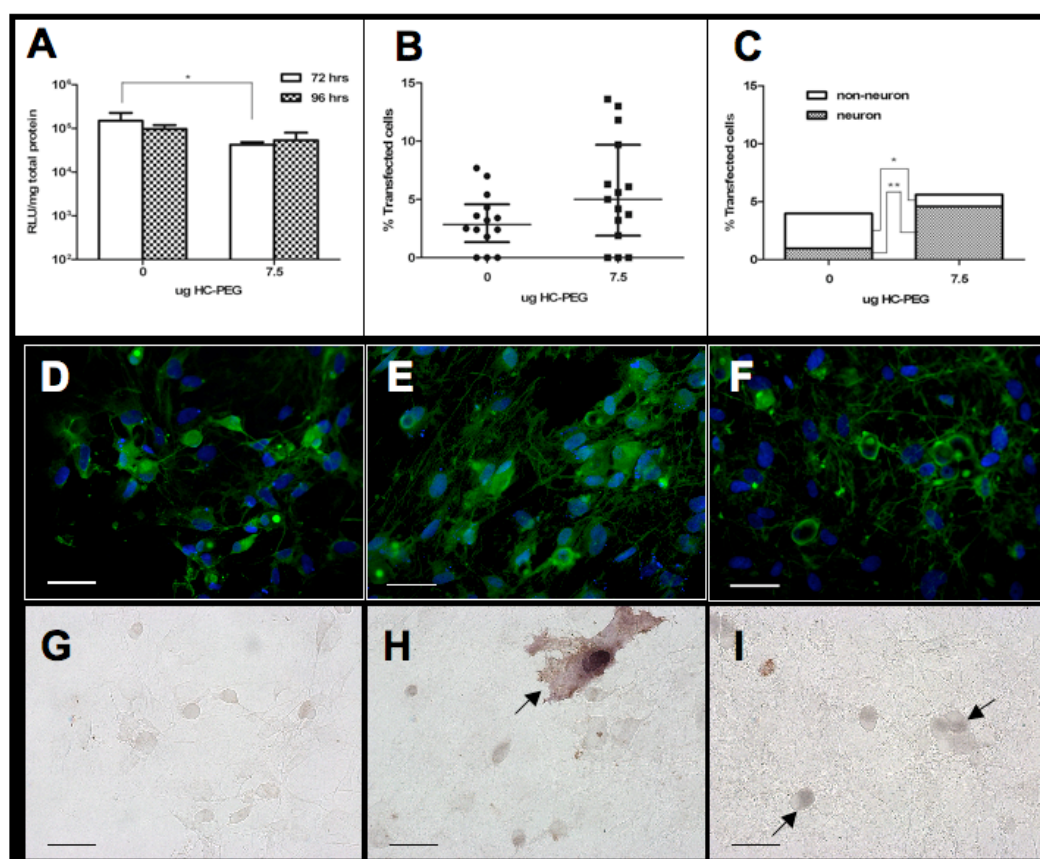 A
RLU/mg total protein
10⁶
10⁵
10⁴
10³
10²
*
72 hrs
96 hrs
0
7.5
ug HC-PEG
B
% Transfected cells
15
10
5
0
0
7.5
ug HC-PEG
C
% Transfected cells
15
10
5
0
non-neuron
neuron
*
**
0
7.5
ug HC-PEG
D
E
F
G
H
I